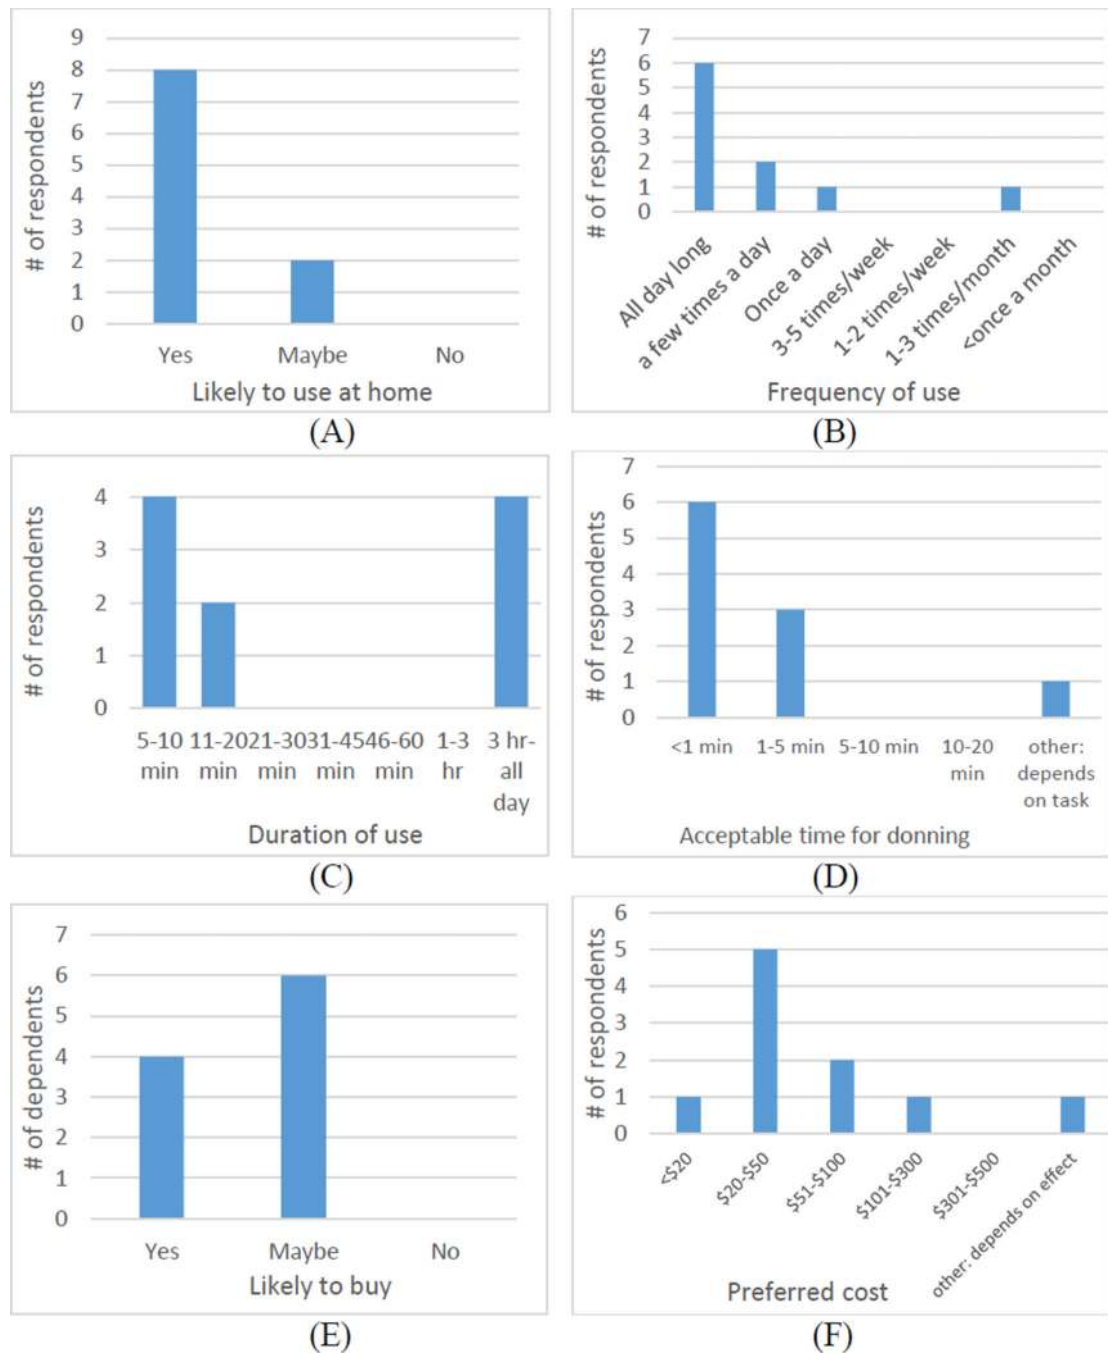 9
8
7
6
5
4
3
2
1
0
# of respondents
Yes Maybe No
Likely to use at home
(A)
7
6
5
4
3
2
1
0
# of respondents
All day long
a few times a day
Once a day
3-5 times/week
1-2 times/week
1-3 times/month
<once a month
Frequency of use
(B)
4
3
2
1
0
# of respondents
5-10 11-20 21-30 31-45 46-60 1-3 3 hr-
min min min min min hr all
day
Duration of use
(C)
7
6
5
4
3
2
1
0
# of respondents
<1 min 1-5 min 5-10 min 10-20 other:
min depends
on task
Acceptable time for donning
(D)
7
6
5
4
3
2
1
0
# of dependents
Yes Maybe No
Likely to buy
(E)
6
5
4
3
2
1
0
# of respondents
<$20
$20-$50
$51-$100
$101-$300
$301-$500
other: depends on effect
Preferred cost
(F)